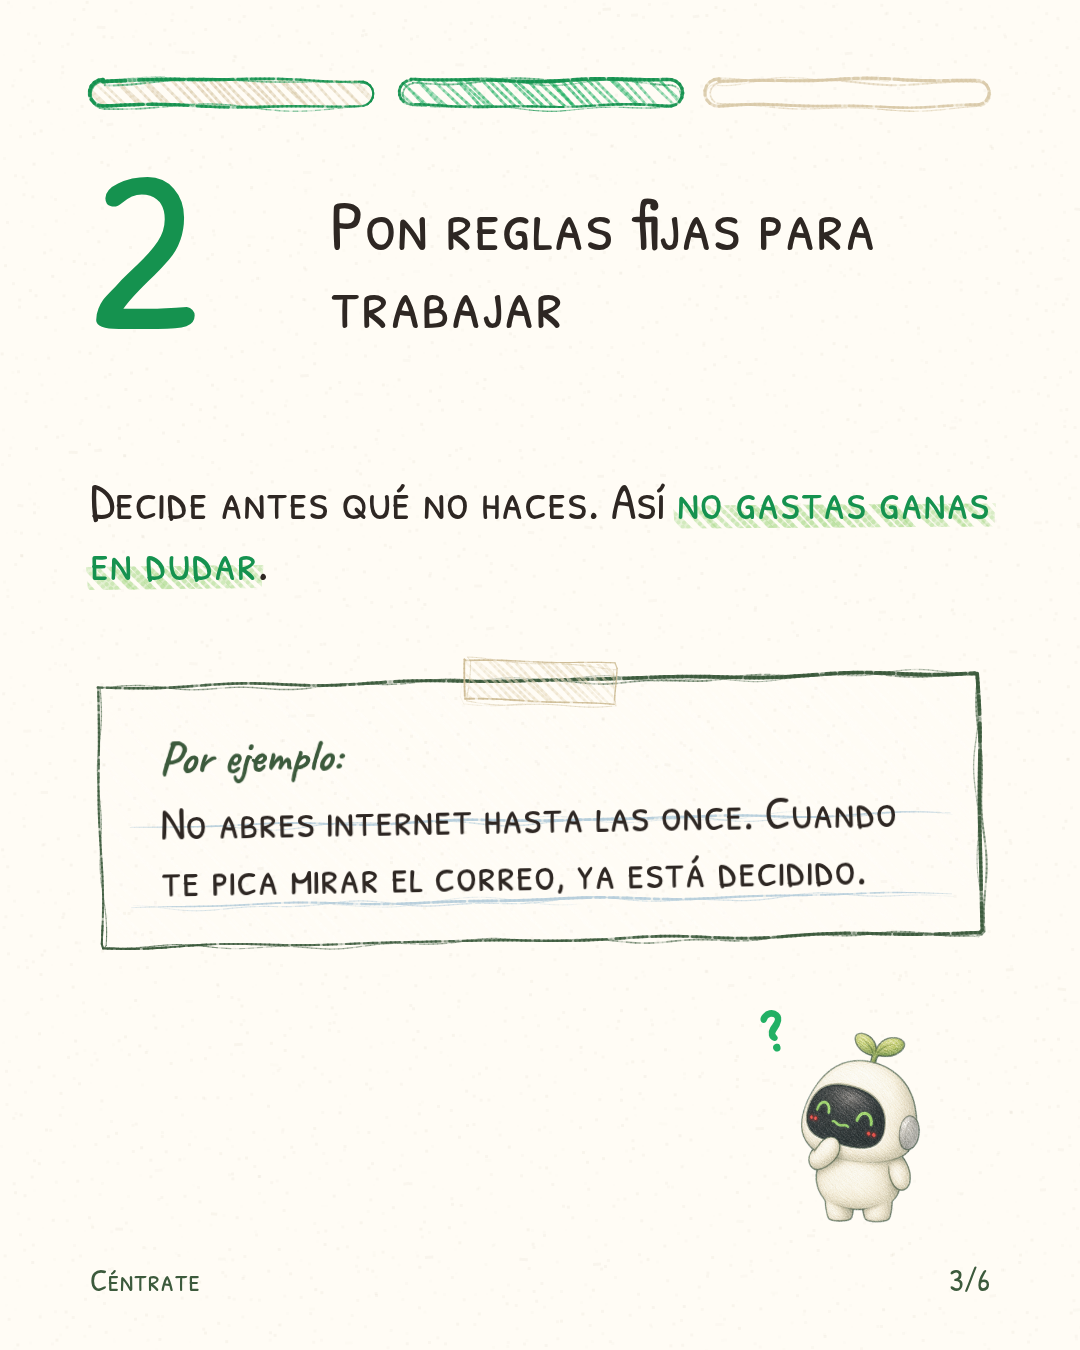 2
Pon reglas fijas para
trabajar
Decide antes qué no haces. Así no gastas ganas
en dudar.
Por ejemplo:
No abres internet hasta las once. Cuando
te pica mirar el correo, ya está decidido.
?
Céntrate
3/6